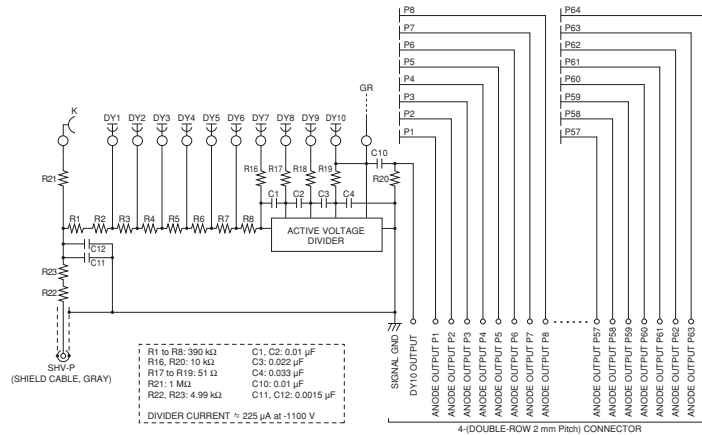 P8
P7
P6
P5
P4
P3
P2
P1
P64
P63
P62
P61
P60
P59
P58
P57
GR
K
DY1 DY2 DY3 DY4 DY5 DY6 DY7 DY8 DY9 DY10
C10
R16 R17 R18 R19 R20
R21
C1 C2 C3 C4
R1 R2 R3 R4 R5 R6 R7 R8
ACTIVE VOLTAGE
DIVIDER
C12
C11
R23
R22
SHV-P
(SHIELD CABLE, GRAY)
R1 to R8: 390 kΩ
R16, R20: 10 kΩ
R17 to R19: 51 Ω
R21: 1 MΩ
R22, R23: 4.99 kΩ
C1, C2: 0.01 µF
C3: 0.022 µF
C4: 0.033 µF
C10: 0.01 µF
C11, C12: 0.0015 µF
DIVIDER CURRENT ≒ 225 µA at -1100 V
SIGNAL GND
DY10 OUTPUT
ANODE OUTPUT P1
ANODE OUTPUT P2
ANODE OUTPUT P3
ANODE OUTPUT P4
ANODE OUTPUT P5
ANODE OUTPUT P6
ANODE OUTPUT P7
ANODE OUTPUT P8
ANODE OUTPUT P57
ANODE OUTPUT P58
ANODE OUTPUT P59
ANODE OUTPUT P60
ANODE OUTPUT P61
ANODE OUTPUT P62
ANODE OUTPUT P63
4-(DOUBLE-ROW 2 mm Pitch) CONNECTOR